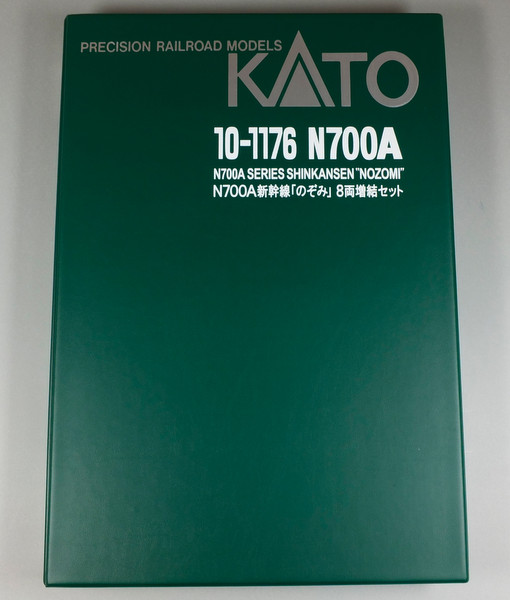 PRECISION RAILROAD MODELS
KATO
10-1176 N700A
N700A SERIES SHINKANSEN "NOZOMI"
N700A新幹線「のぞみ」 8両増結セット